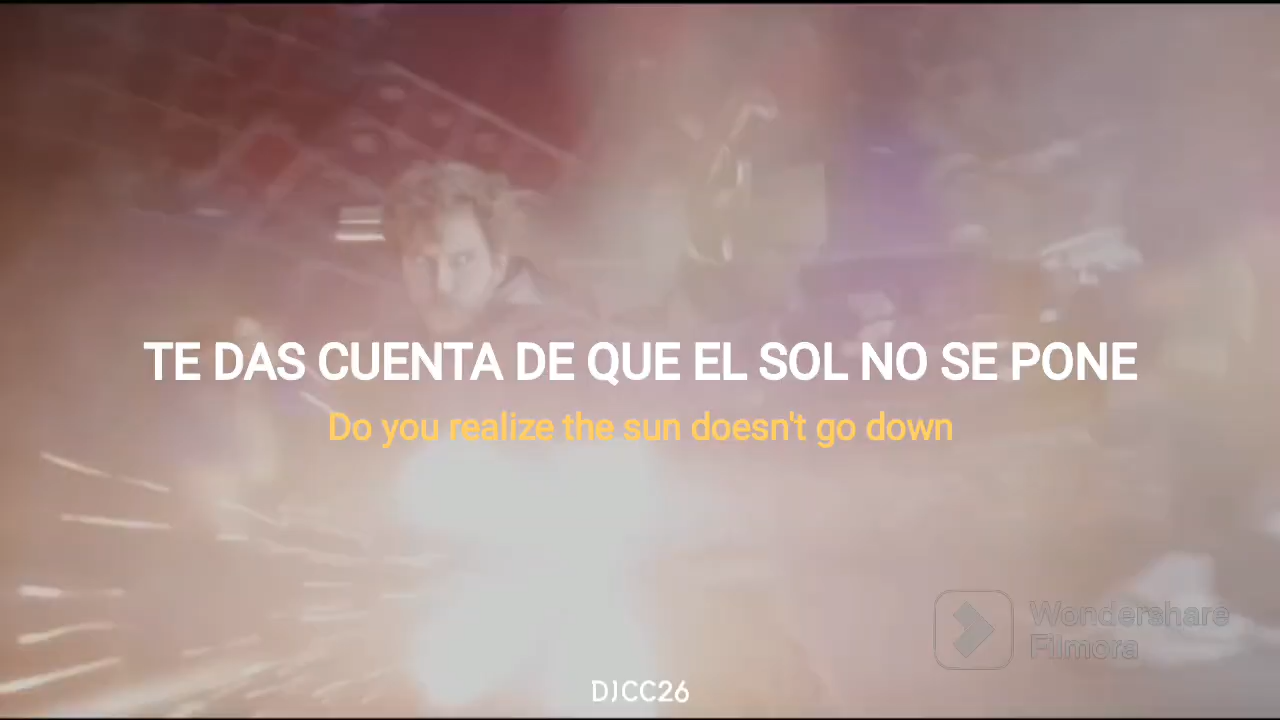 TE DAS CUENTA DE QUE EL SOL NO SE PONE
Do you realize the sun doesn't go down
Wondershare
Filmora
DJCC26